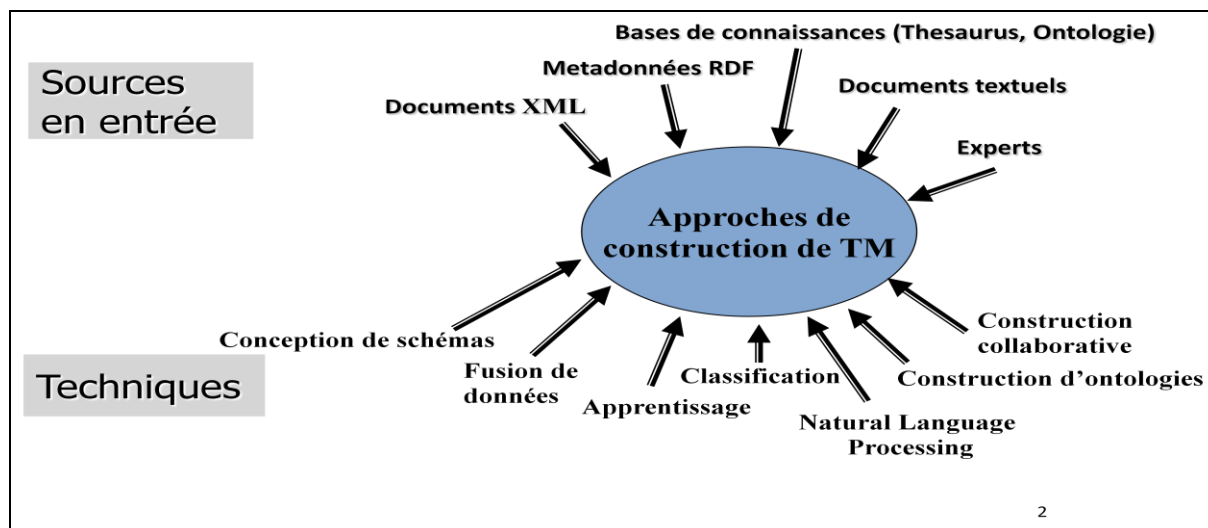 Sources
en entrée
Bases de connaissances (Thesaurus, Ontologie)
Metadonnées RDF
Documents textuels
Documents XML
Experts
Approches de
construction de TM
Techniques
Conception de schémas
Fusion de
données
Apprentissage
Classification
Natural Language
Processing
Construction d’ontologies
Construction
collaborative
2